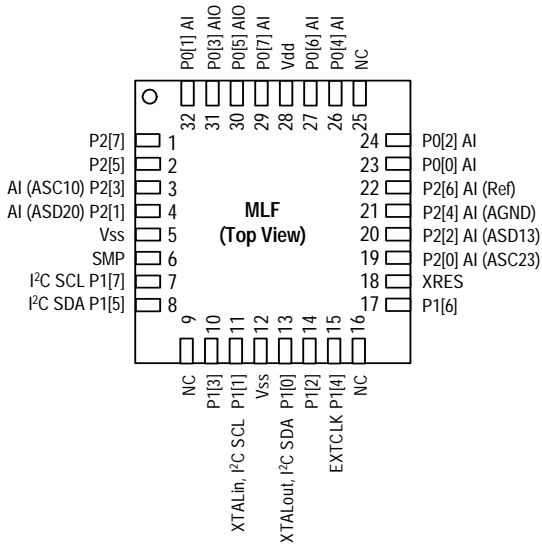 P0[1] AI
P0[3] AIO
P0[5] AIO
P0[7] AI
Vdd
P0[6] AI
P0[4] AI
NC
32
31
30
29
28
27
26
25
P2[7] 1
P2[5] 2
AI (ASC10) P2[3] 3
AI (ASD20) P2[1] 4
Vss 5
SMP 6
I²C SCL P1[7] 7
I²C SDA P1[5] 8
MLF
(Top View)
24 P0[2] AI
23 P0[0] AI
22 P2[6] AI (Ref)
21 P2[4] AI (AGND)
20 P2[2] AI (ASD13)
19 P2[0] AI (ASC23)
18 XRES
17 P1[6]
9
10
11
12
13
14
15
16
NC
P1[3]
XTALin, I²C SCL P1[1]
Vss
XTALout, I²C SDA P1[0]
P1[2]
EXTCLK P1[4]
NC